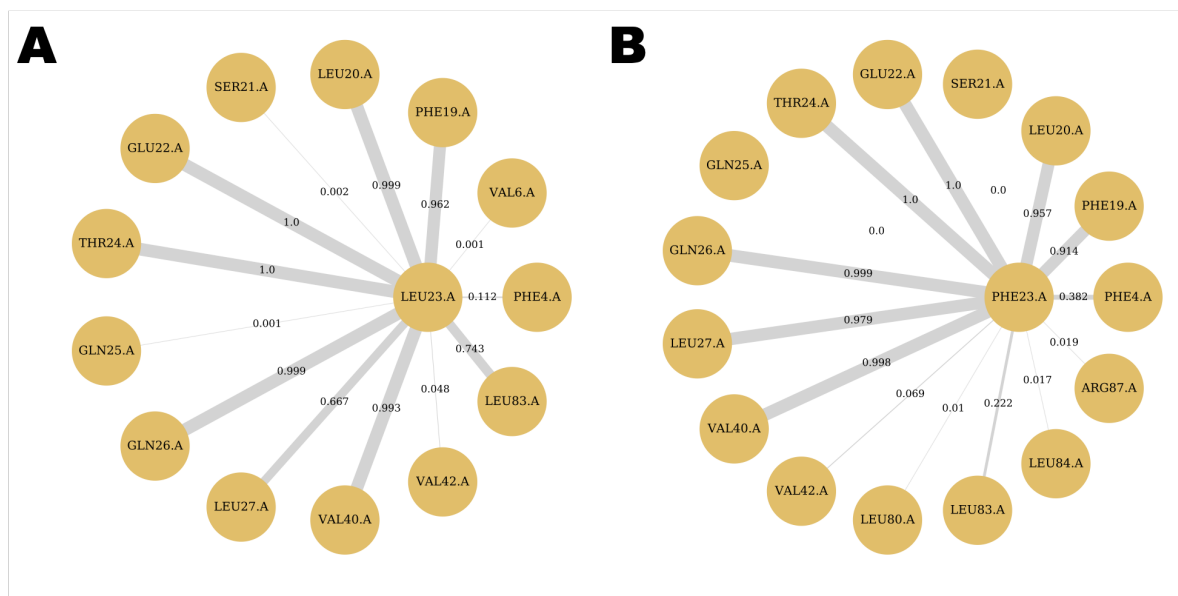 A
LEU20.A
SER21.A
PHE19.A
GLU22.A
VAL6.A
0.999
0.002
0.962
1.0
THR24.A
0.001
1.0
LEU23.A
0.112
PHE4.A
0.001
GLN25.A
0.743
0.999
0.048
0.667
0.993
LEU83.A
GLN26.A
VAL42.A
LEU27.A
VAL40.A
B
GLU22.A
SER21.A
THR24.A
LEU20.A
GLN25.A
1.0
0.0
1.0
PHE19.A
0.957
0.0
GLN26.A
0.914
0.999
PHE23.A
0.382
PHE4.A
0.979
LEU27.A
0.019
0.998
0.017
ARG87.A
0.069
0.01
0.222
VAL40.A
LEU84.A
VAL42.A
LEU83.A
LEU80.A